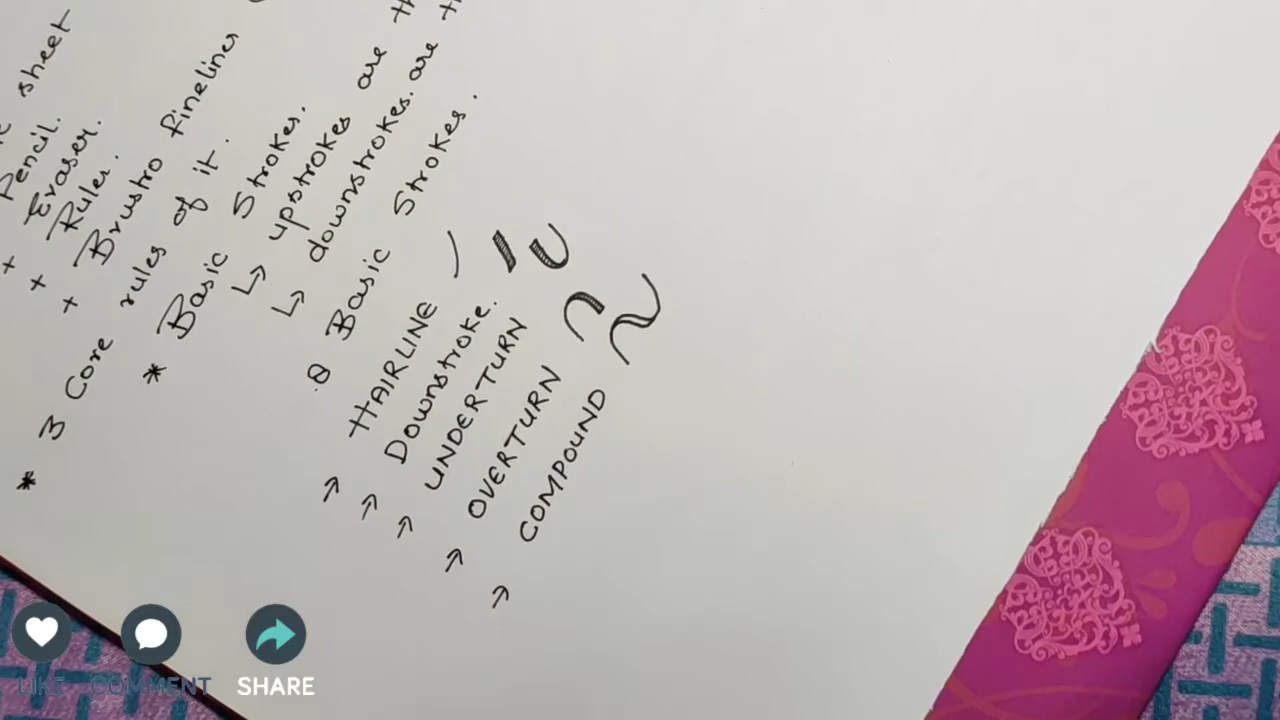 sheet
Pencil.
+ Eraser.
+ Ruler.
+ Brustro fineliner
* 3 Core rules of it.
* Basic Strokes.
↳ upstrokes are
↳ downstrokes. are
8 Basic Strokes.
→ HAIRLINE
→ Downstroke.
→ UNDERTURN
→ OVERTURN
→ COMPOUND
LIKE COMMENT SHARE